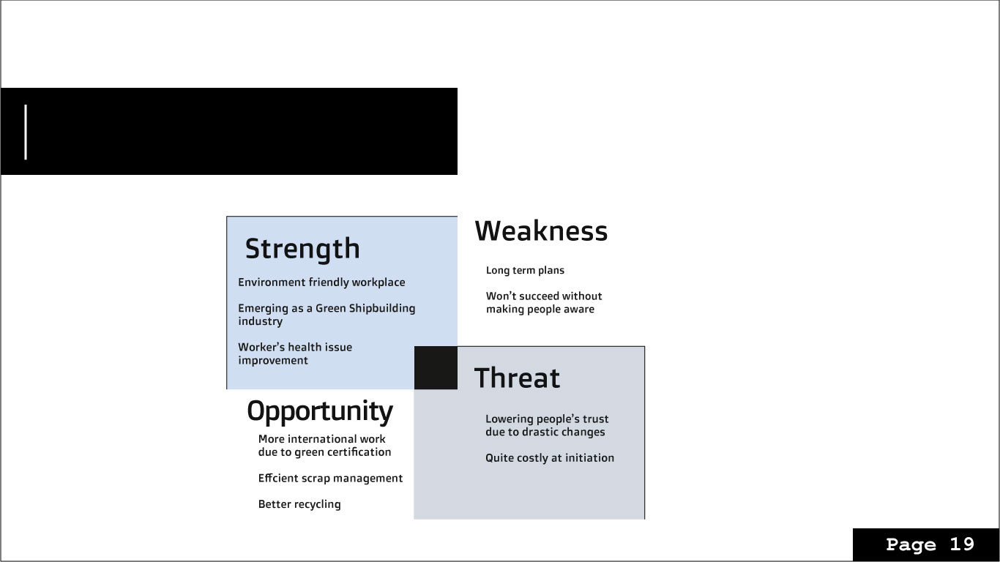 Strength
Environment friendly workplace
Emerging as a Green Shipbuilding
industry
Worker's health issue
improvement
Weakness
Long term plans
Won't succeed without
making people aware
Opportunity
More international work
due to green certification
Effcient scrap management
Better recycling
Threat
Lowering people's trust
due to drastic changes
Quite costly at initiation
Page 19